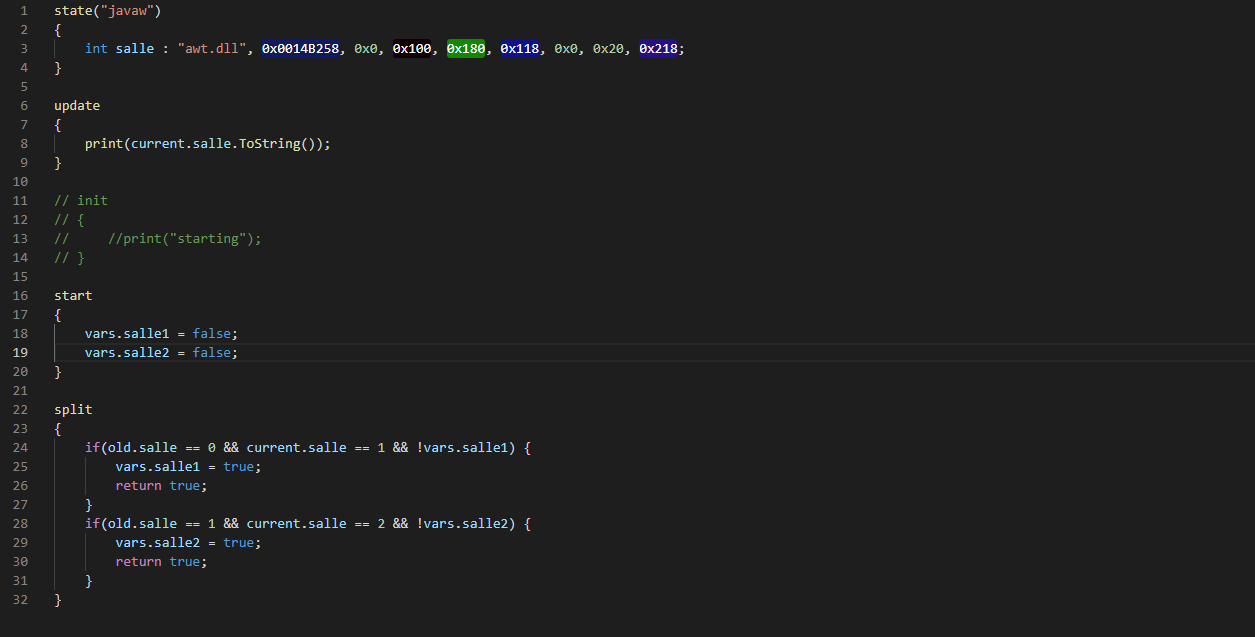 1 state("javaw")
2 {
3     int salle : "awt.dll", 0x0014B258, 0x0, 0x100, 0x180, 0x118, 0x0, 0x20, 0x218;
4 }
5
6 update
7 {
8     print(current.salle.ToString());
9 }
10
11 // init
12 // {
13 //     //print("starting");
14 // }
15
16 start
17 {
18     vars.salle1 = false;
19     vars.salle2 = false;
20 }
21
22 split
23 {
24     if(old.salle == 0 && current.salle == 1 && !vars.salle1) {
25         vars.salle1 = true;
26         return true;
27     }
28     if(old.salle == 1 && current.salle == 2 && !vars.salle2) {
29         vars.salle2 = true;
30         return true;
31     }
32 }